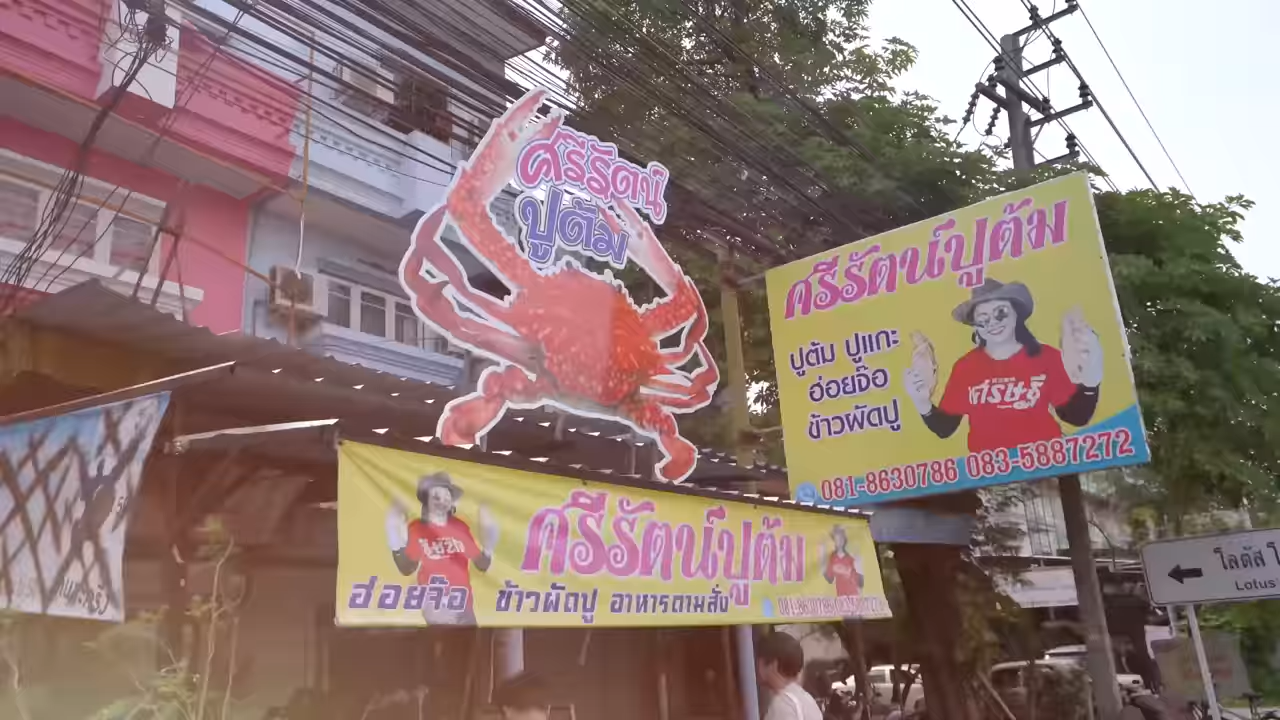 ศรีรัตน์
ปูต้ม
ศรีรัตน์ปูต้ม
ปูต้ม ปูแกะ
ฮ่อยจ๊อ
ข้าวผัดปู
เศรษฐี
081-8630786 083-5887272
ศรีรัตน์ปูต้ม
ฮ่อยจ๊อ ข้าวผัดปู อาหารตามสั่ง
โลตัส
Lotus